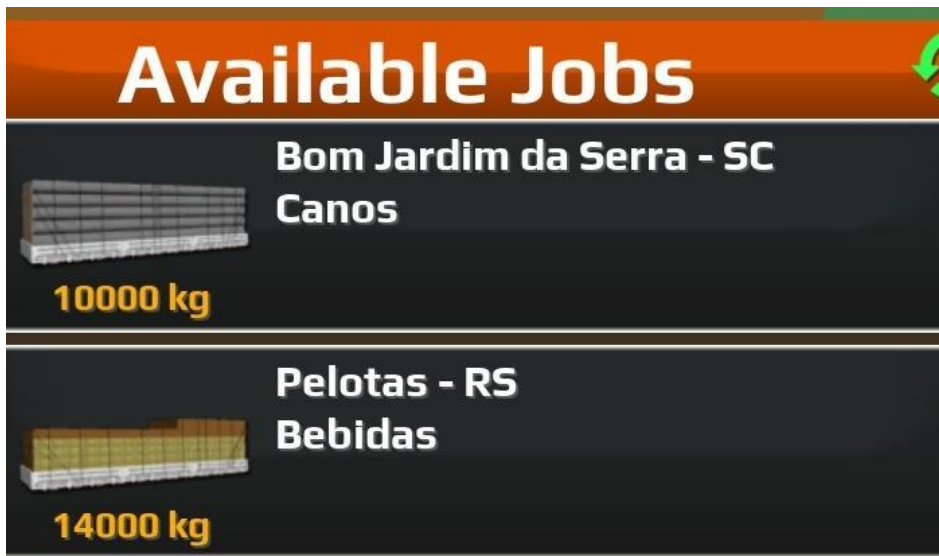 Available Jobs
Bom Jardim da Serra - SC
Canos
10000 kg
Pelotas - RS
Bebidas
14000 kg